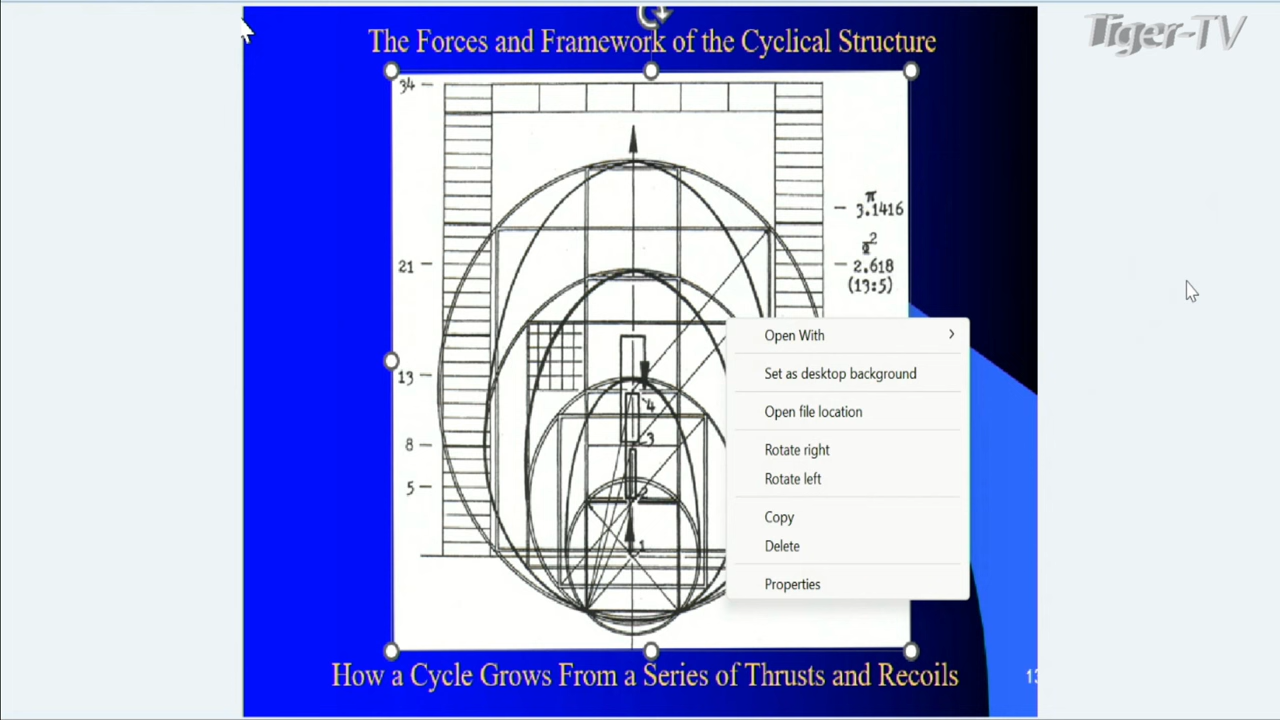 Tiger-TV
The Forces and Framework of the Cyclical Structure
34
π
3.1416
2
2.618
(13:5)
21
13
8
5
4
3
2
1
Open With
Set as desktop background
Open file location
Rotate right
Rotate left
Copy
Delete
Properties
How a Cycle Grows From a Series of Thrusts and Recoils